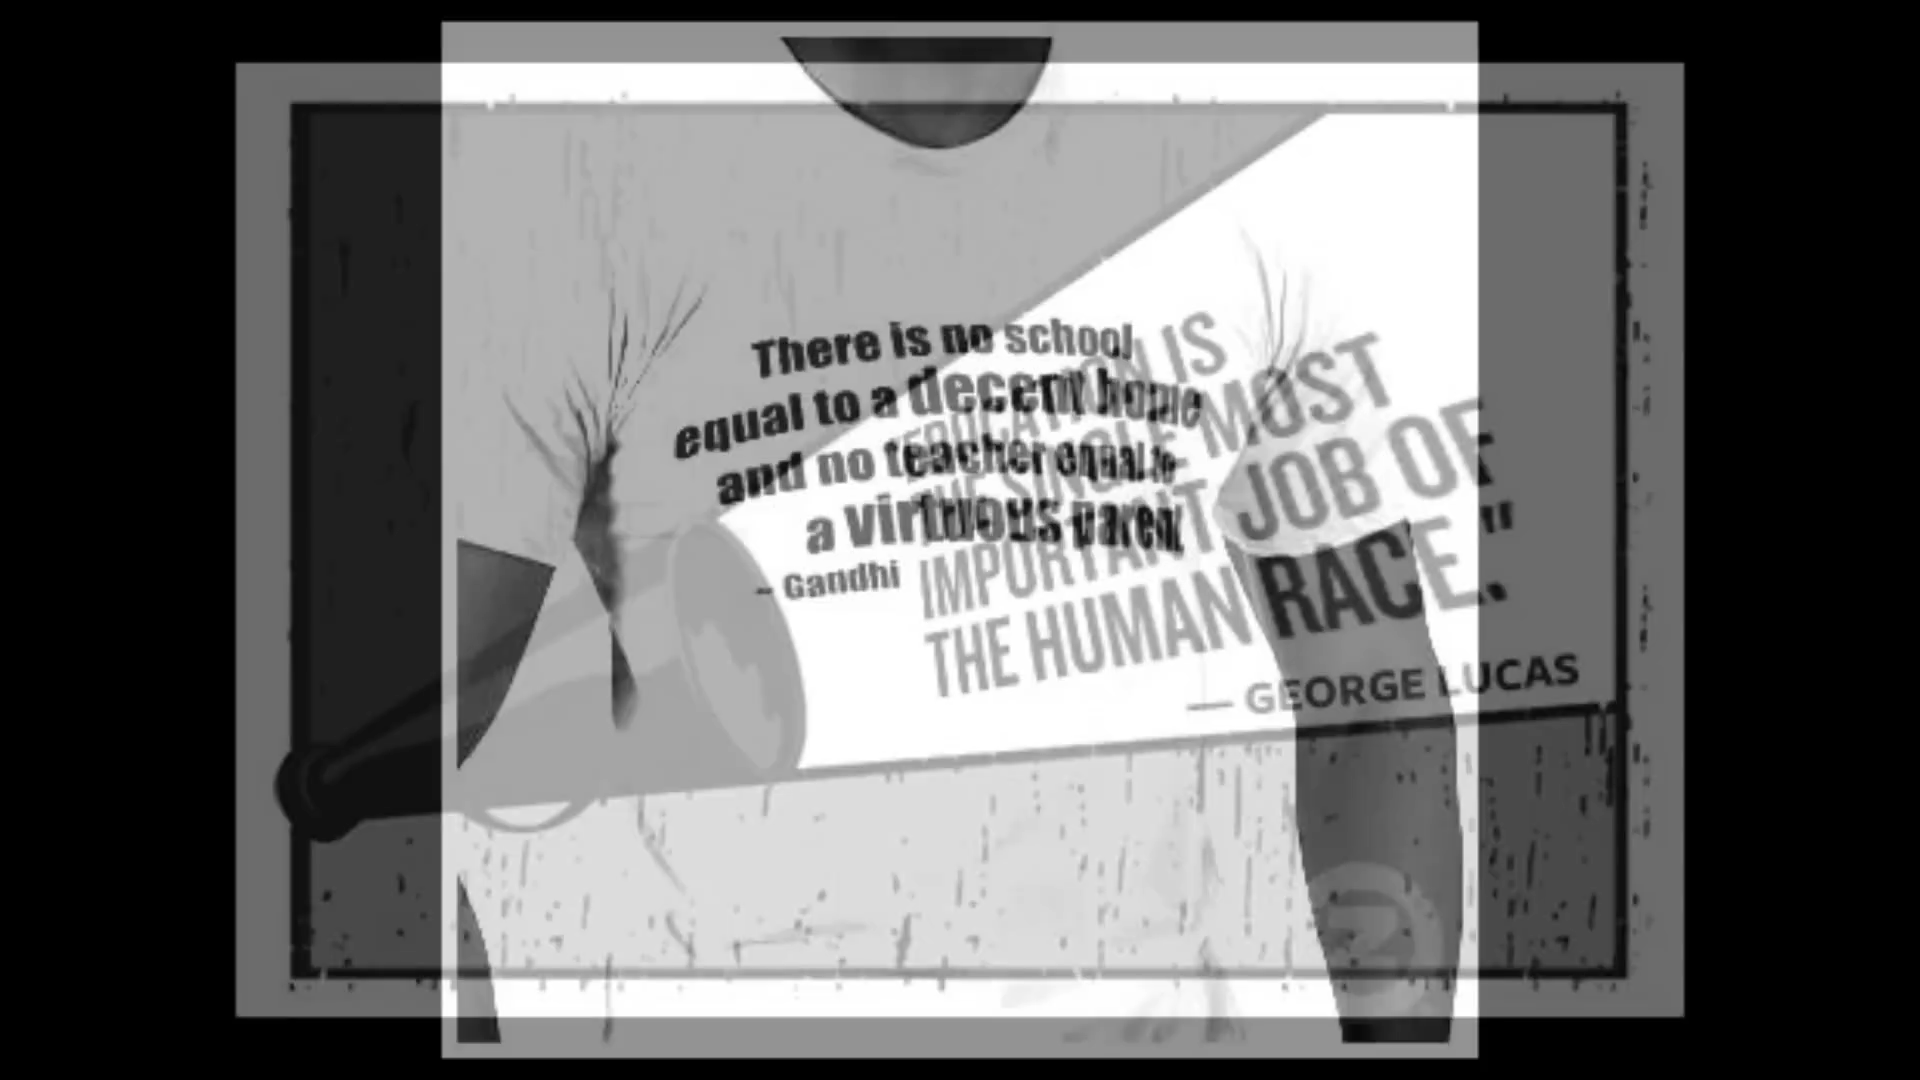 There is no school
equal to a decent home
and no teacher equal to
a virtuous parent
- Gandhi
"EDUCATION IS
THE SINGLE MOST
IMPORTANT JOB OF
THE HUMAN RACE."
— GEORGE LUCAS